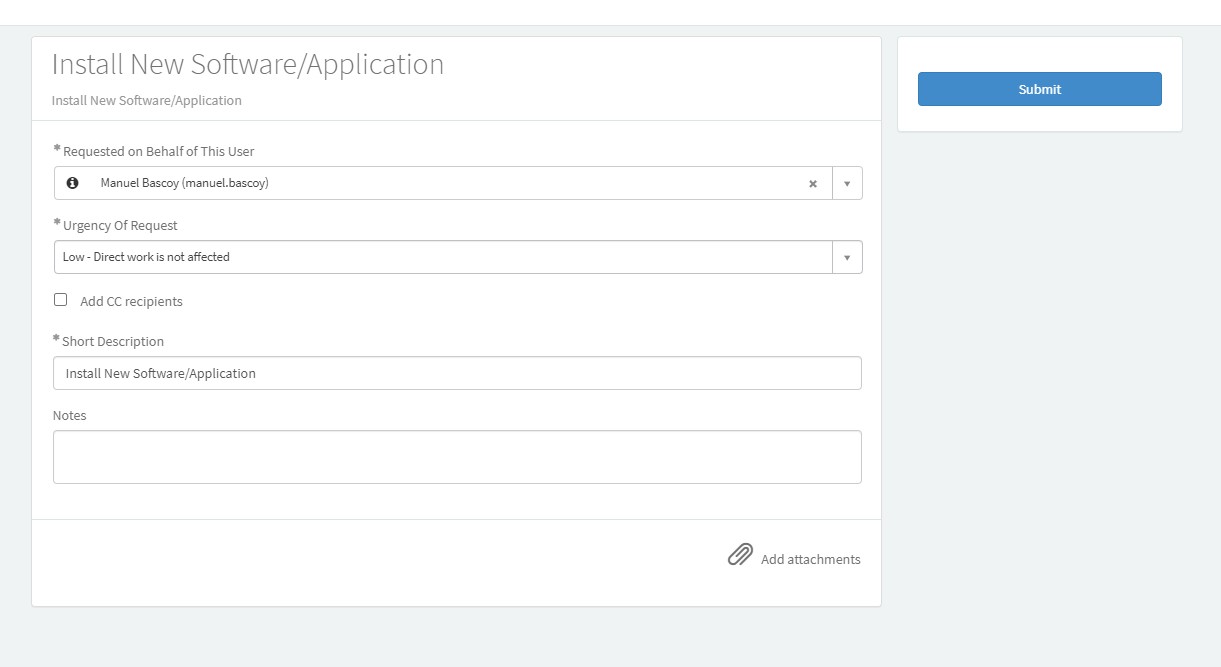 Install New Software/Application
Install New Software/Application
Submit
* Requested on Behalf of This User
Manuel Bascoy (manuel.bascoy)
* Urgency Of Request
Low - Direct work is not affected
Add CC recipients
* Short Description
Install New Software/Application
Notes
Add attachments